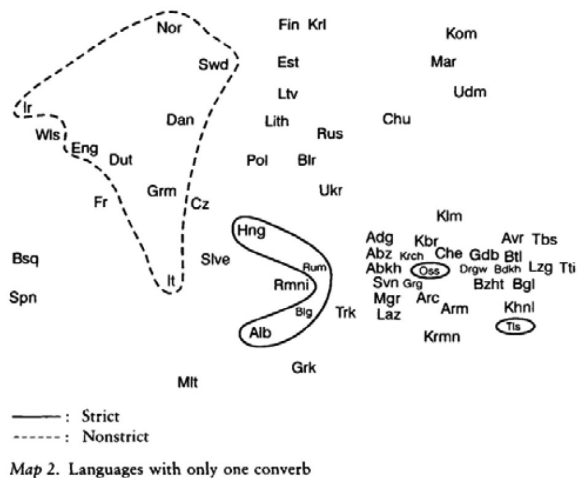 Nor Fin Krl Kom
Swd Est Mar
Ltv Udm
Ir Dan Lith Chu
Wls Rus
Eng Dut Pol Blr
Grm Ukr
Fr Cz
Hng Klm
Adg Kbr Avr Tbs
Bsq Slve Abz Krch Che Gdb Btl
Rum Abkh Oss Drgw Bdkh Lzg Tti
It Rmni Svn Grg Bzht Bgl
Spn Mgr Arc
Blg Trk Laz Arm Khnl
Alb Krmn Tls
Grk
Mlt
: Strict
: Nonstrict
Map 2. Languages with only one converb